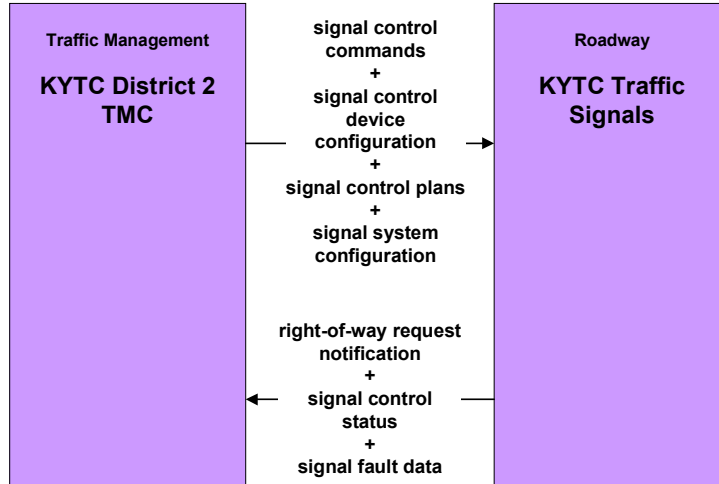 Traffic Management
KYTC District 2
TMC
signal control
commands
+
signal control
device
configuration
+
signal control plans
+
signal system
configuration
right-of-way request
notification
+
signal control
status
+
signal fault data
Roadway
KYTC Traffic
Signals